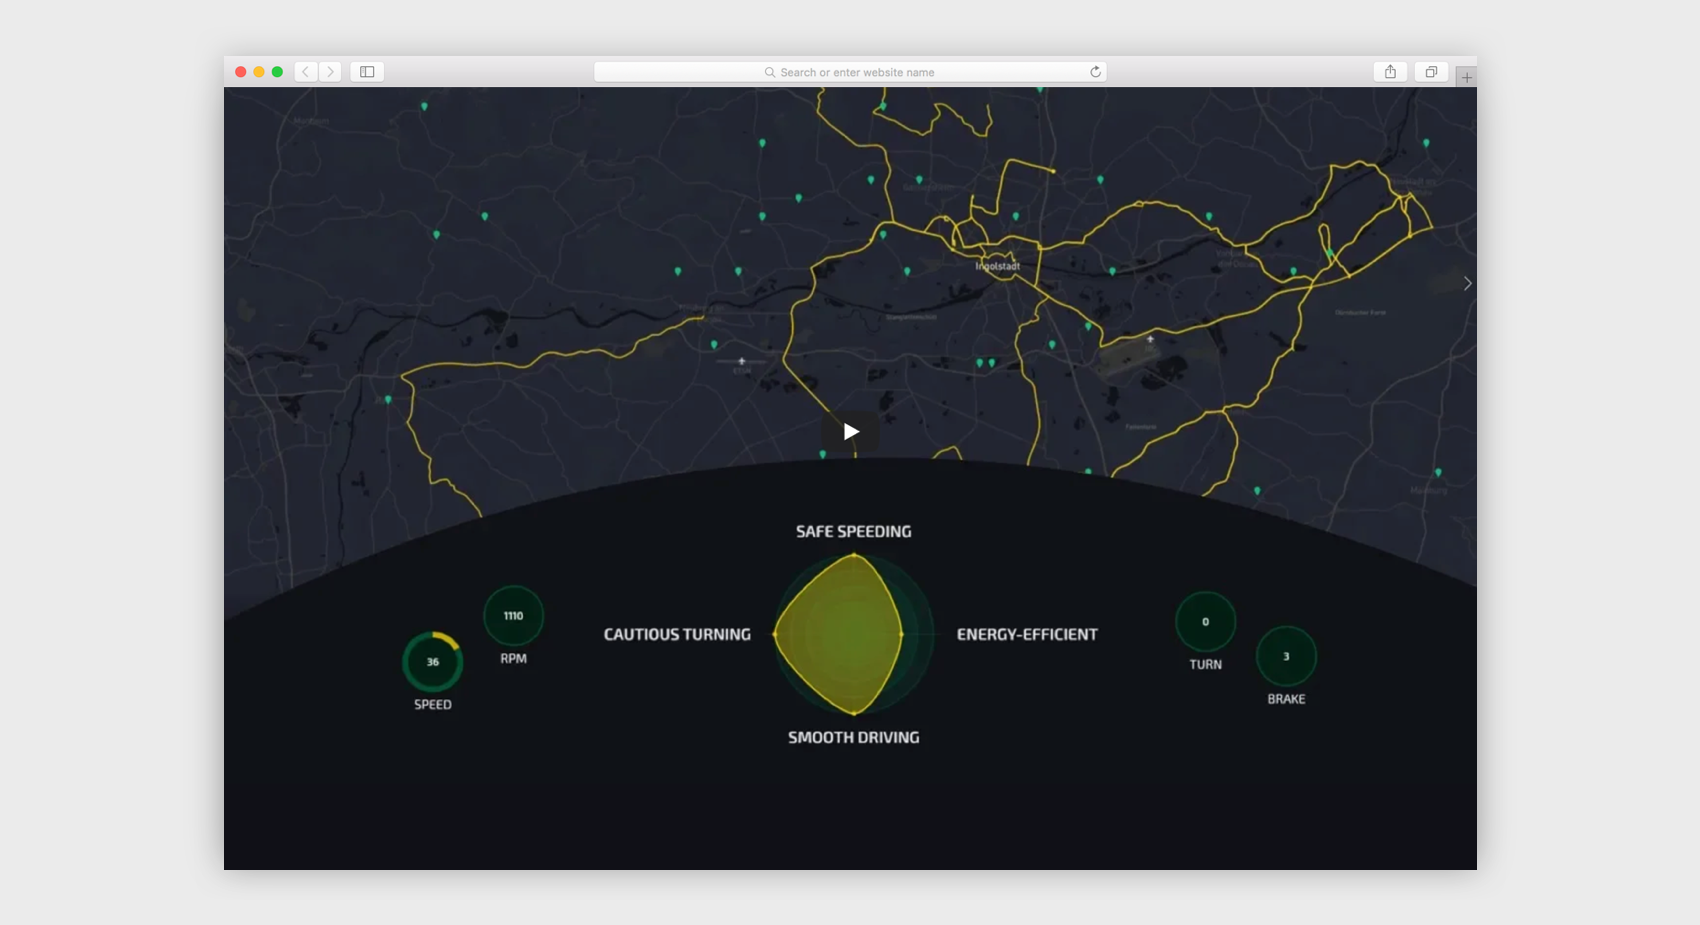 Search or enter website name
Ingolstadt
SAFE SPEEDING
CAUTIOUS TURNING
ENERGY-EFFICIENT
SMOOTH DRIVING
1110
RPM
36
SPEED
0
TURN
3
BRAKE